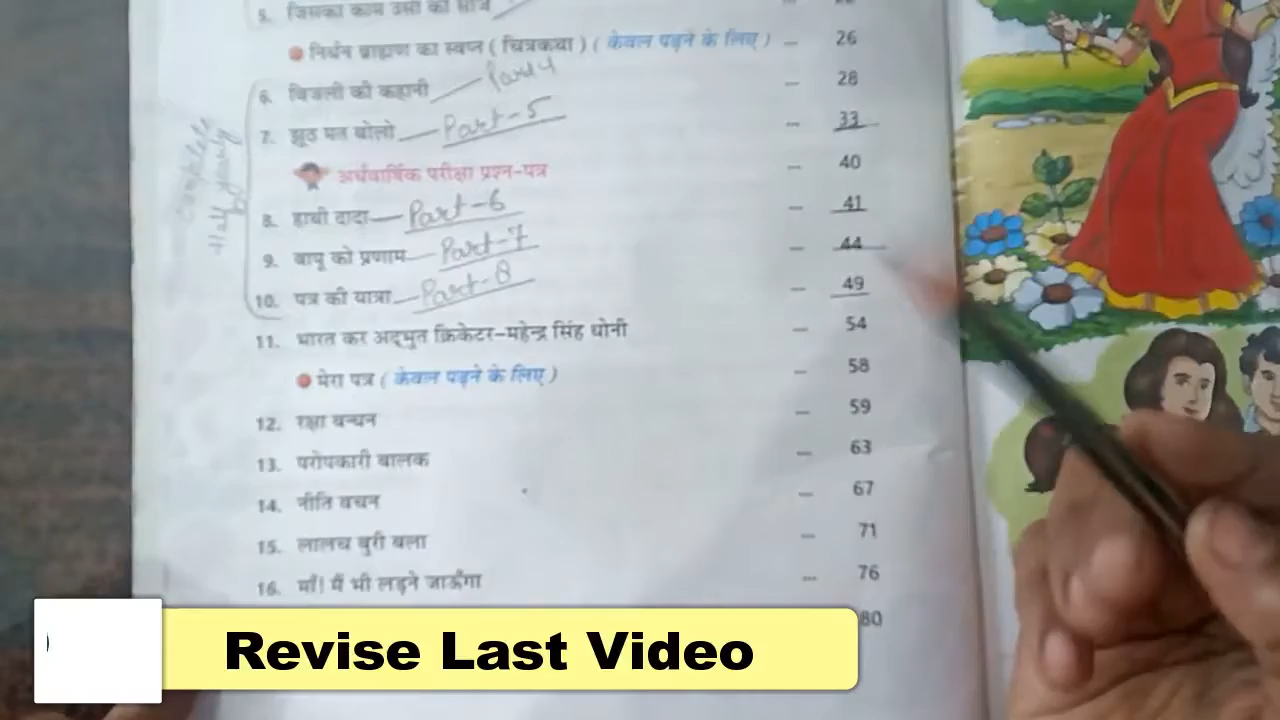 5. जिसका काम उसी को साजे
निर्धन ब्राह्मण का स्वप्न ( चित्रकथा ) ( केवल पढ़ने के लिए ) ... 26
6. बिजली की कहानी — Part 4 ... 28
7. झूठ मत बोलो — Part-5 ... 33
अर्धवार्षिक परीक्षा प्रश्न-पत्र ... 40
8. हाथी दादा — Part-6 ... 41
9. बापू को प्रणाम — Part-7 ... 44
10. पत्र की यात्रा — Part-8 ... 49
11. भारत कर अद्भुत क्रिकेटर-महेन्द्र सिंह धोनी ... 54
मेरा पत्र ( केवल पढ़ने के लिए ) ... 58
12. रक्षा बन्धन ... 59
13. परोपकारी बालक ... 63
14. नीति वचन ... 67
15. लालच बुरी बला ... 71
16. माँ! मैं भी लड़ने जाऊँगा ... 76
80
Half yearly
Revise Last Video